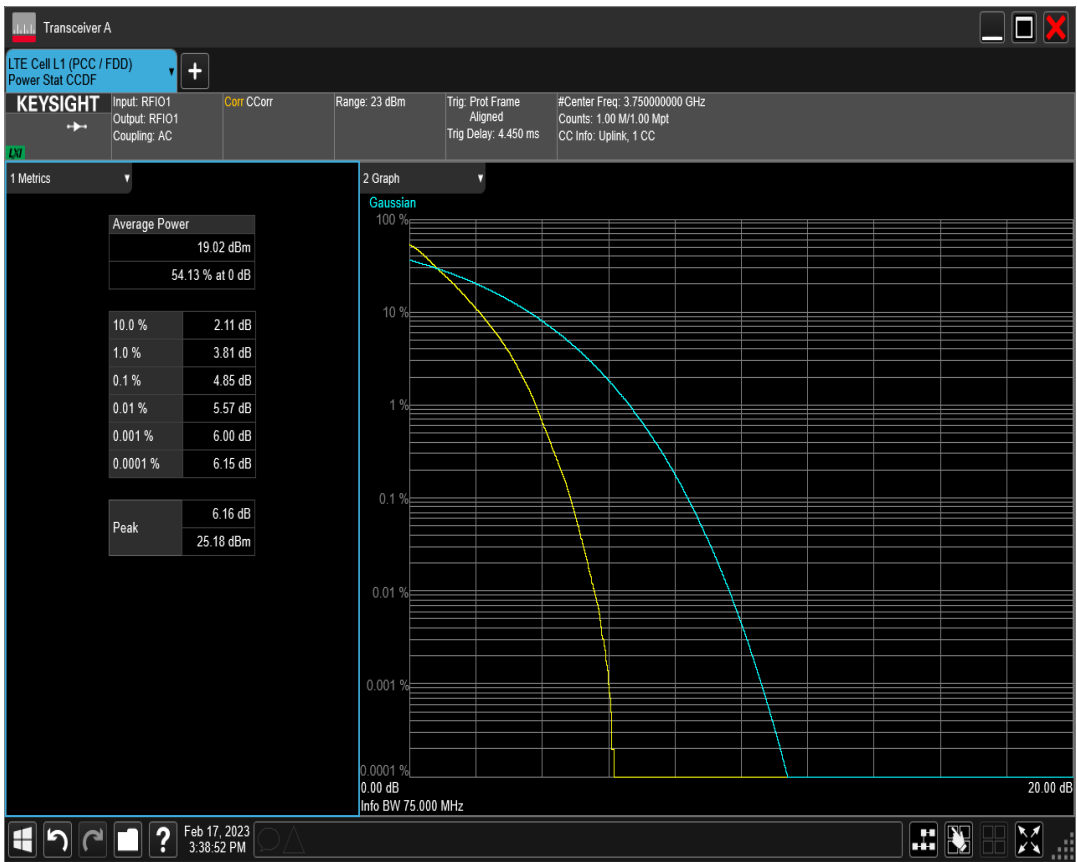 Transceiver A
LTE Cell L1 (PCC / FDD)
Power Stat CCDF
KEYSIGHT
LXI
Input: RFIO1
Output: RFIO1
Coupling: AC
Corr CCorr
Range: 23 dBm
Trig: Prot Frame
Aligned
Trig Delay: 4.450 ms
#Center Freq: 3.750000000 GHz
Counts: 1.00 M/1.00 Mpt
CC Info: Uplink, 1 CC
1 Metrics
Average Power
19.02 dBm
54.13 % at 0 dB
10.0 % 2.11 dB
1.0 % 3.81 dB
0.1 % 4.85 dB
0.01 % 5.57 dB
0.001 % 6.00 dB
0.0001 % 6.15 dB
Peak
6.16 dB
25.18 dBm
2 Graph
Gaussian
100 %
10 %
1 %
0.1 %
0.01 %
0.001 %
0.0001 %
0.00 dB 20.00 dB
Info BW 75.000 MHz
?
Feb 17, 2023
3:38:52 PM